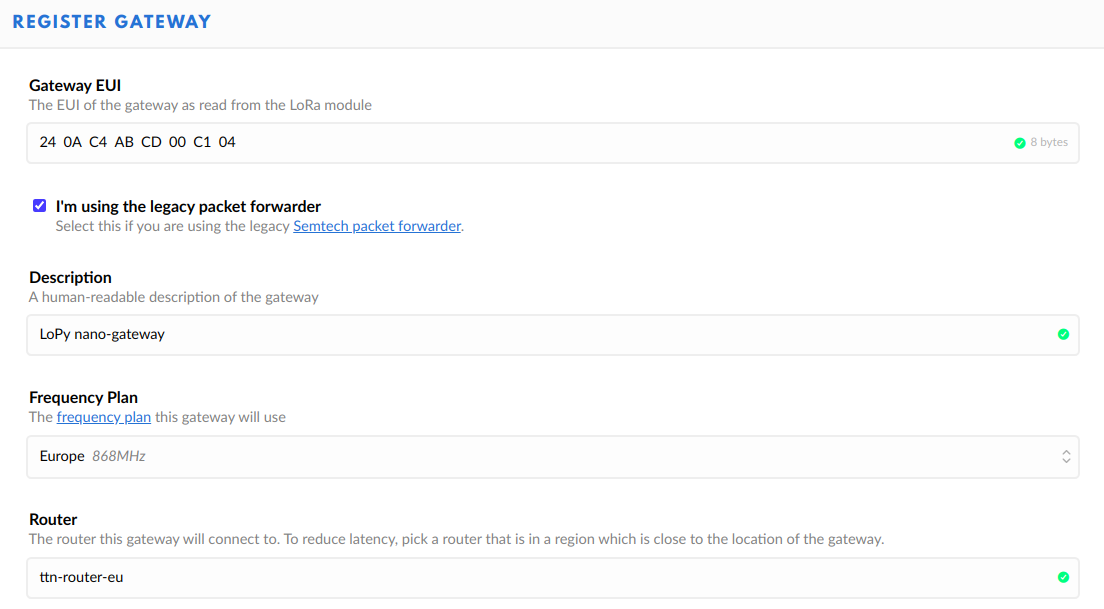 REGISTER GATEWAY
Gateway EUI
The EUI of the gateway as read from the LoRa module
24 0A C4 AB CD 00 C1 04 8 bytes
I'm using the legacy packet forwarder
Select this if you are using the legacy Semtech packet forwarder.
Description
A human-readable description of the gateway
LoPy nano-gateway
Frequency Plan
The frequency plan this gateway will use
Europe 868MHz
Router
The router this gateway will connect to. To reduce latency, pick a router that is in a region which is close to the location of the gateway.
ttn-router-eu